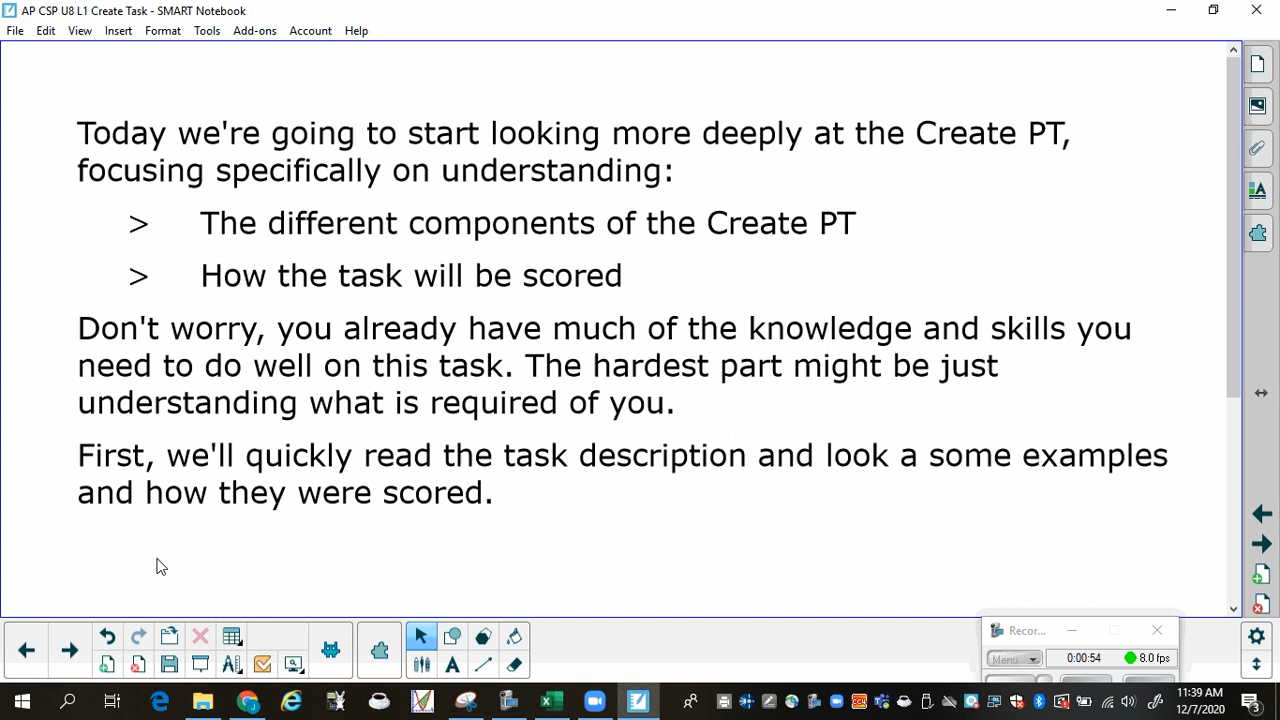 AP CSP U8 L1 Create Task - SMART Notebook
File Edit View Insert Format Tools Add-ons Account Help
Today we're going to start looking more deeply at the Create PT,
focusing specifically on understanding:
> The different components of the Create PT
> How the task will be scored
Don't worry, you already have much of the knowledge and skills you
need to do well on this task. The hardest part might be just
understanding what is required of you.
First, we'll quickly read the task description and look a some examples
and how they were scored.
Recor...
Menu 0:00:54 8.0 fps
11:39 AM
12/7/2020